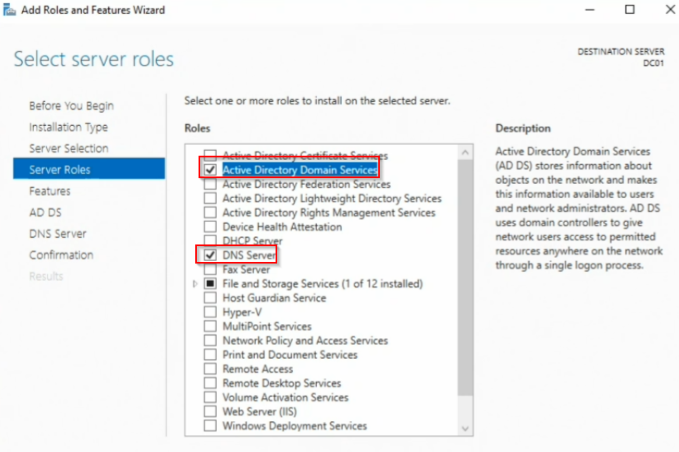 Add Roles and Features Wizard
Select server roles
DESTINATION SERVER
DC01
Before You Begin
Installation Type
Server Selection
Server Roles
Features
AD DS
DNS Server
Confirmation
Results
Select one or more roles to install on the selected server.
Roles
Active Directory Certificate Services
Active Directory Domain Services
Active Directory Federation Services
Active Directory Lightweight Directory Services
Active Directory Rights Management Services
Device Health Attestation
DHCP Server
DNS Server
Fax Server
File and Storage Services (1 of 12 installed)
Host Guardian Service
Hyper-V
MultiPoint Services
Network Policy and Access Services
Print and Document Services
Remote Access
Remote Desktop Services
Volume Activation Services
Web Server (IIS)
Windows Deployment Services
Description
Active Directory Domain Services
(AD DS) stores information about
objects on the network and makes
this information available to users
and network administrators. AD DS
uses domain controllers to give
network users access to permitted
resources anywhere on the network
through a single logon process.